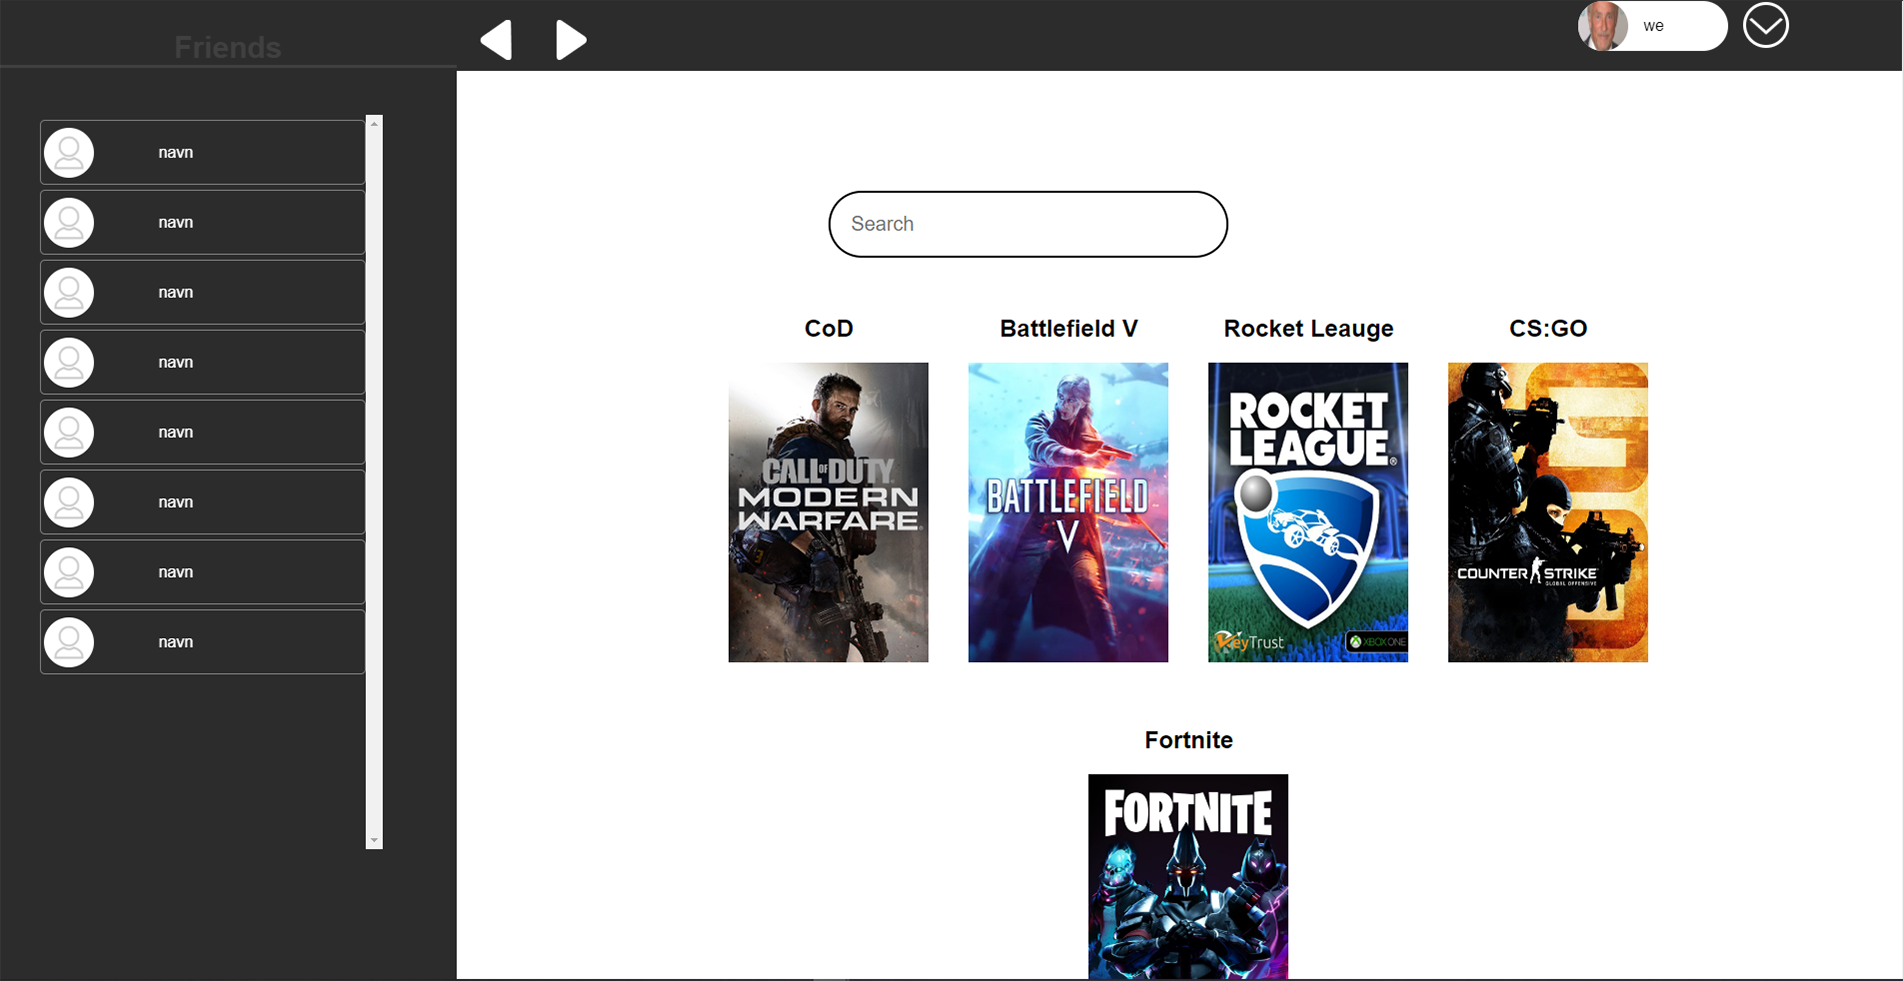 Friends
we
navn
navn
navn
navn
navn
navn
navn
navn
Search
CoD
Battlefield V
Rocket Leauge
CS:GO
CALL OF DUTY
MODERN
WARFARE
BATTLEFIELD
V
ROCKET
LEAGUE®
KeyTrust
XBOX ONE
COUNTER STRIKE
GLOBAL OFFENSIVE
Fortnite
FORTNITE